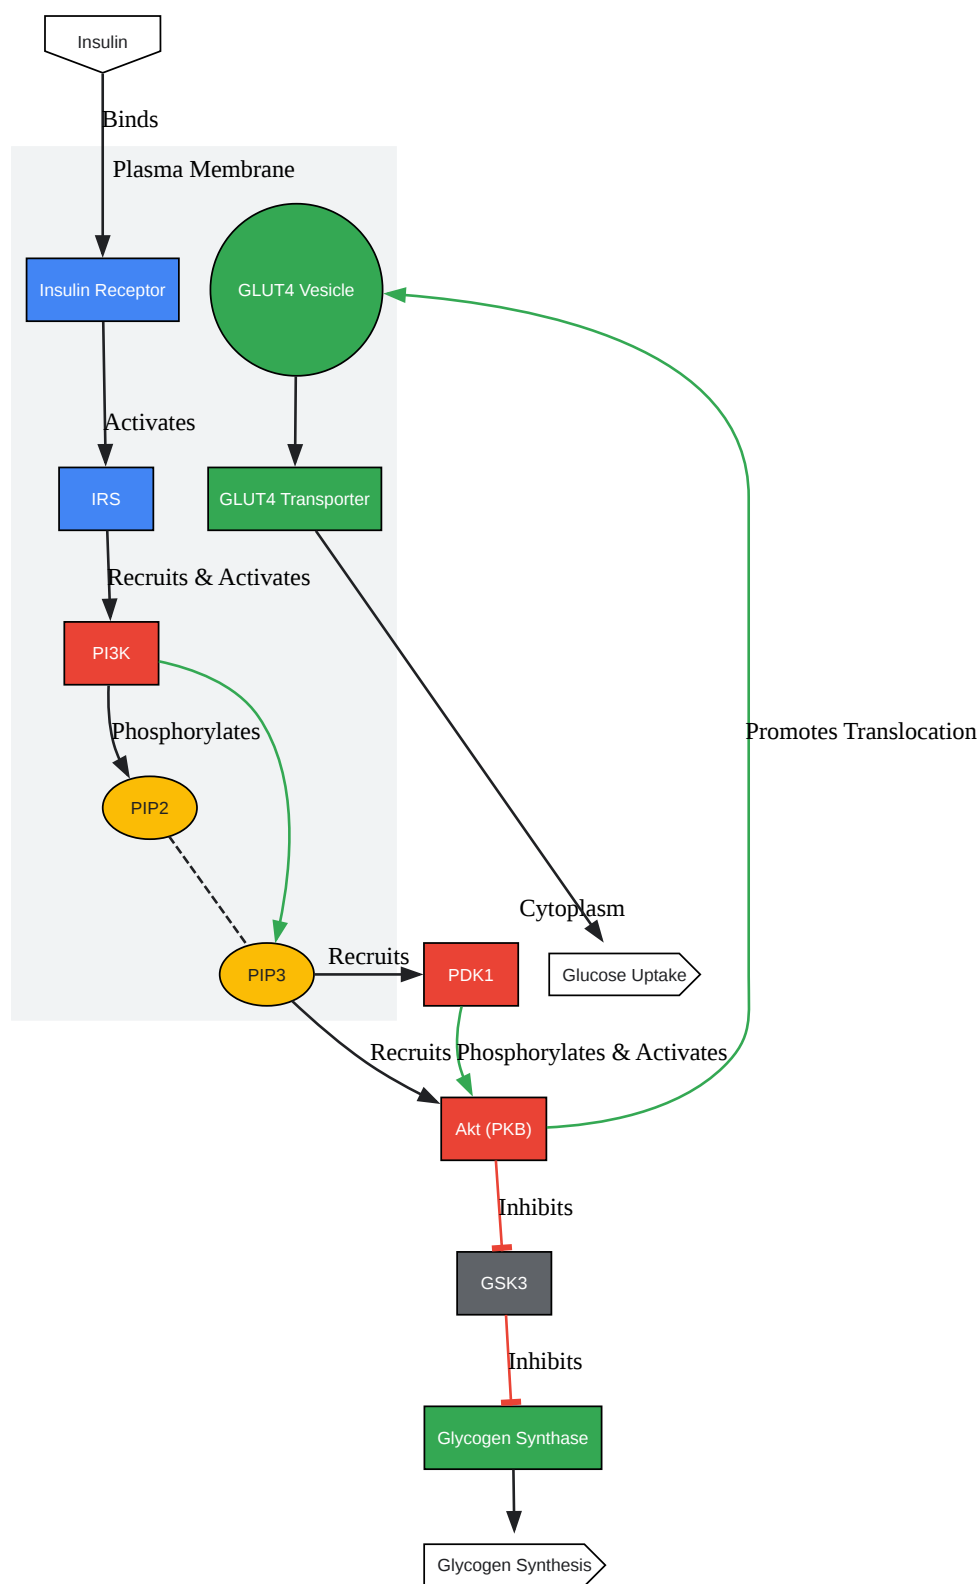 Insulin
Binds
Plasma Membrane
Insulin Receptor
GLUT4 Vesicle
Activates
IRS
GLUT4 Transporter
Recruits & Activates
PI3K
Phosphorylates
Promotes Translocation
PIP2
Cytoplasm
Recruits
PIP3
PDK1
Glucose Uptake
Recruits
Phosphorylates & Activates
Akt (PKB)
Inhibits
GSK3
Inhibits
Glycogen Synthase
Glycogen Synthesis